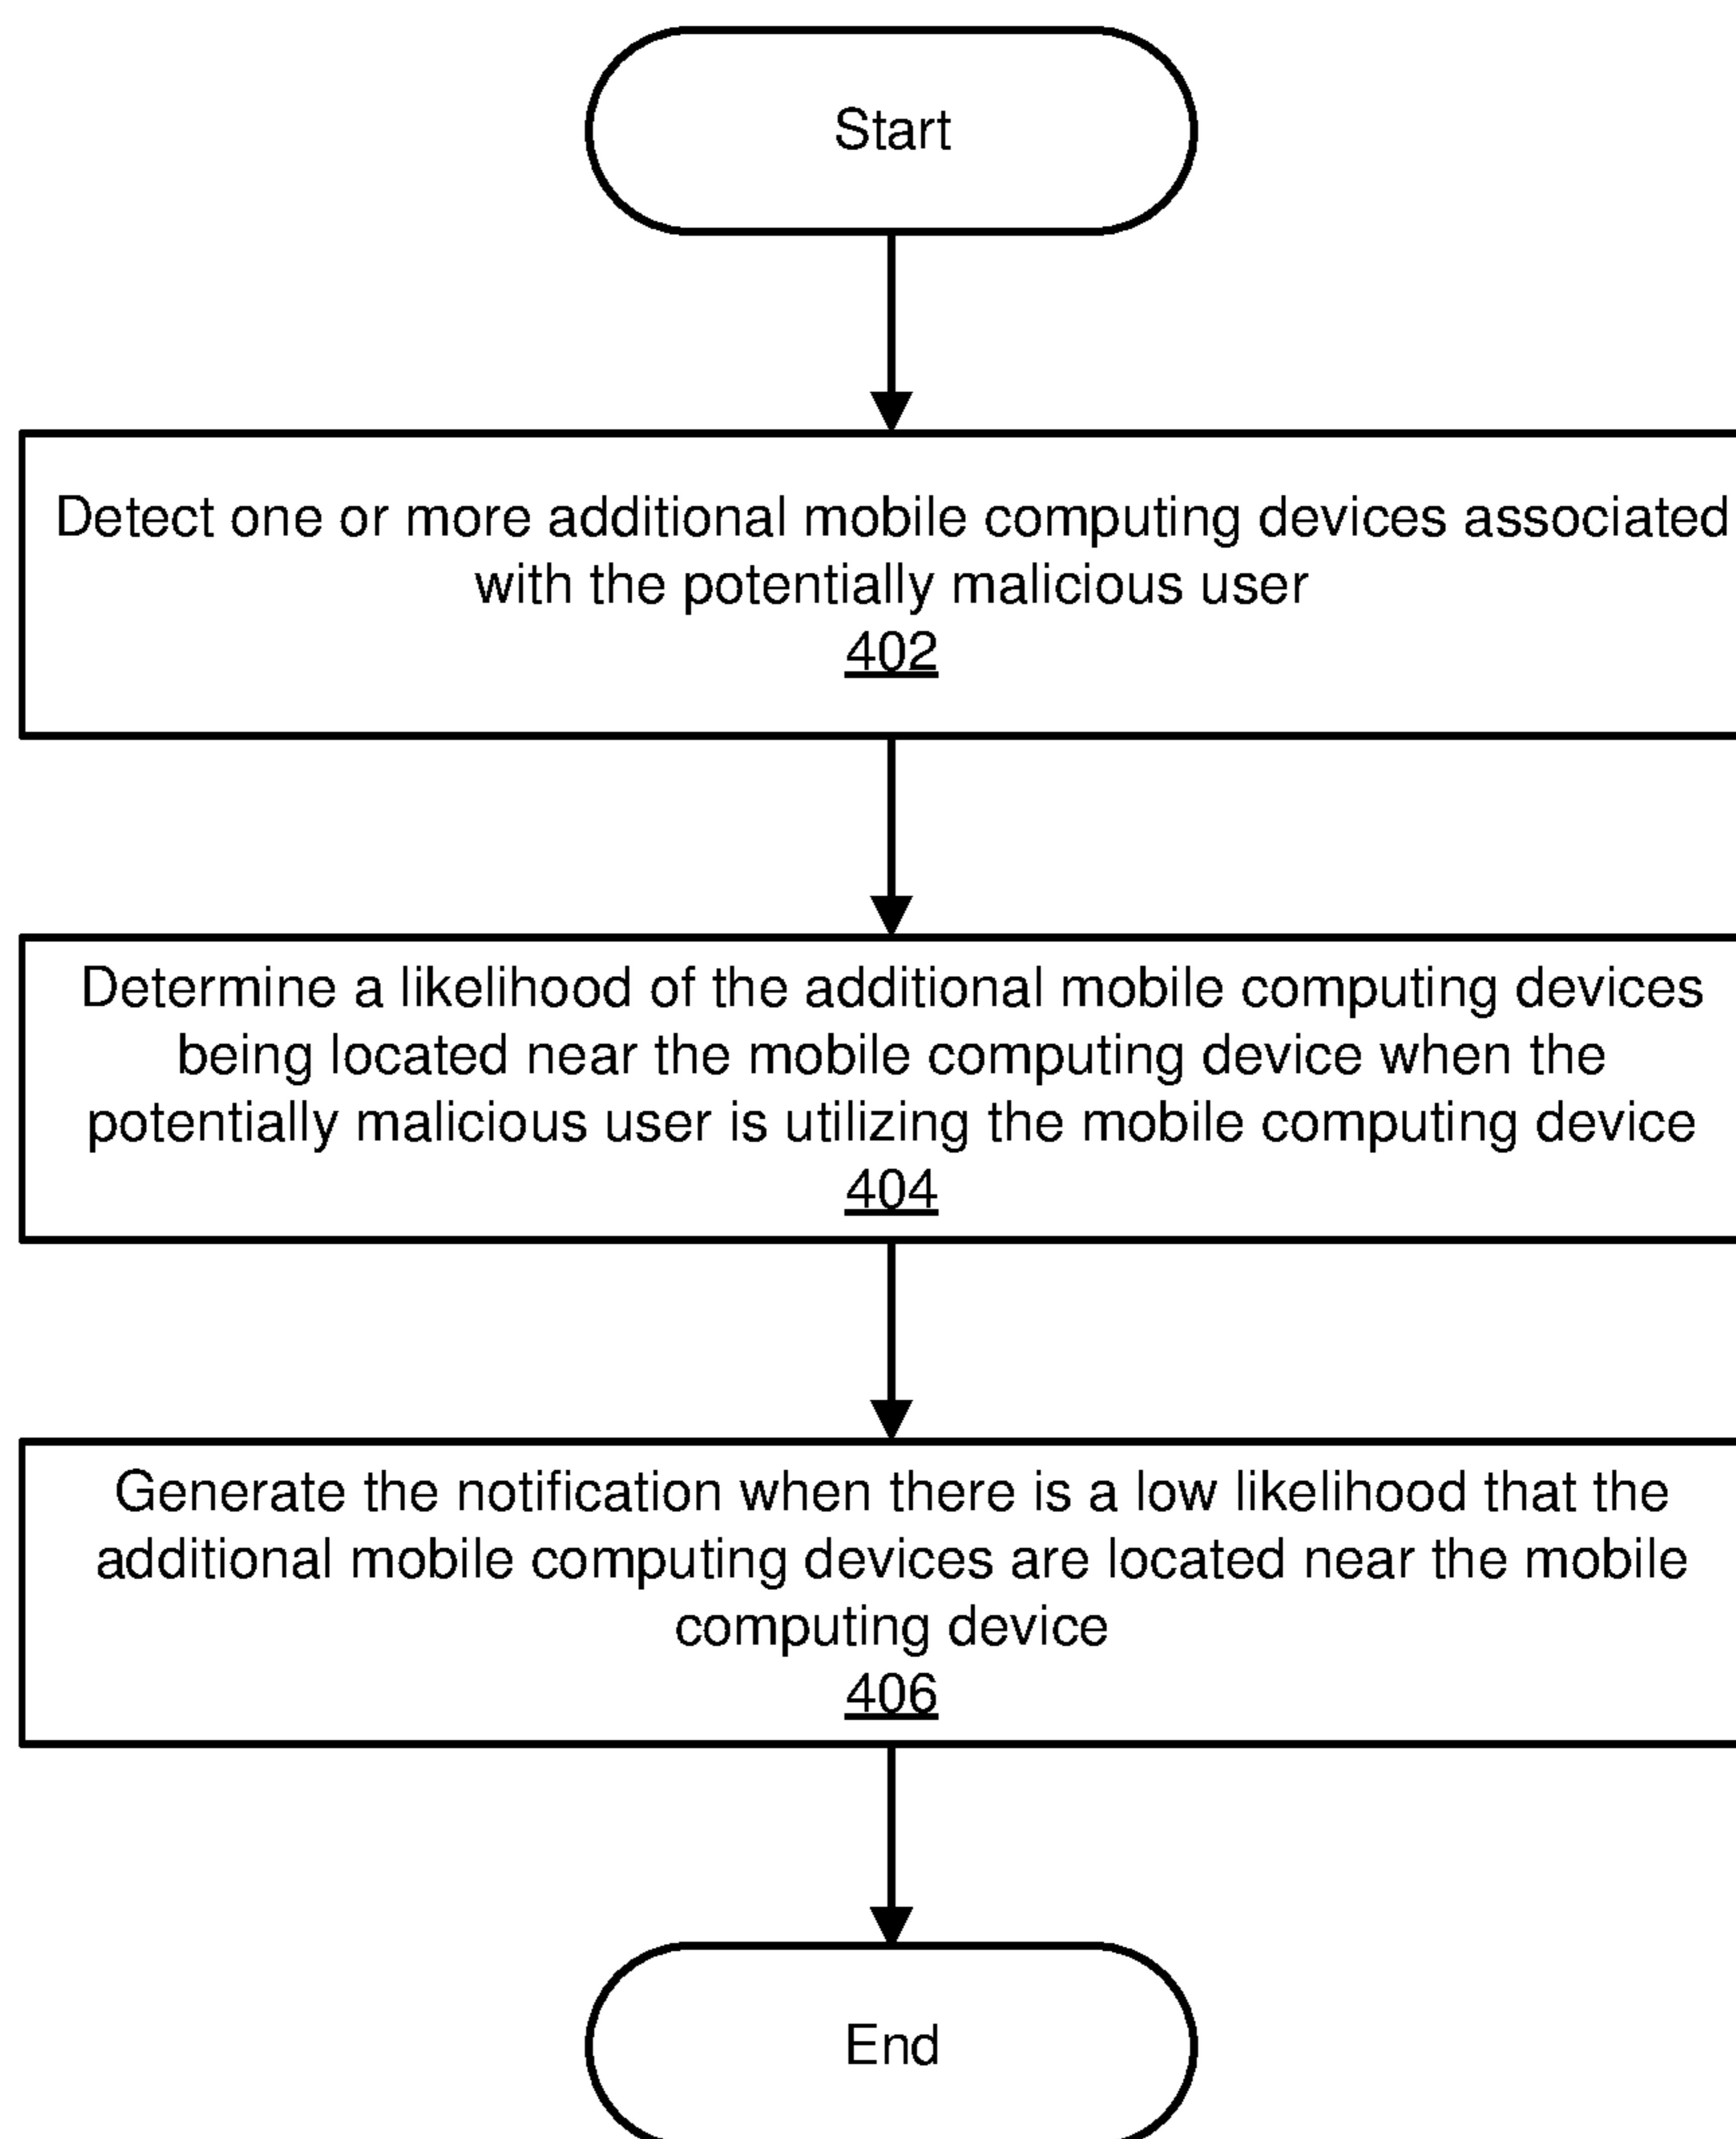 Start
Detect one or more additional mobile computing devices associated
with the potentially malicious user
402
Determine a likelihood of the additional mobile computing devices
being located near the mobile computing device when the
potentially malicious user is utilizing the mobile computing device
404
Generate the notification when there is a low likelihood that the
additional mobile computing devices are located near the mobile
computing device
406
End